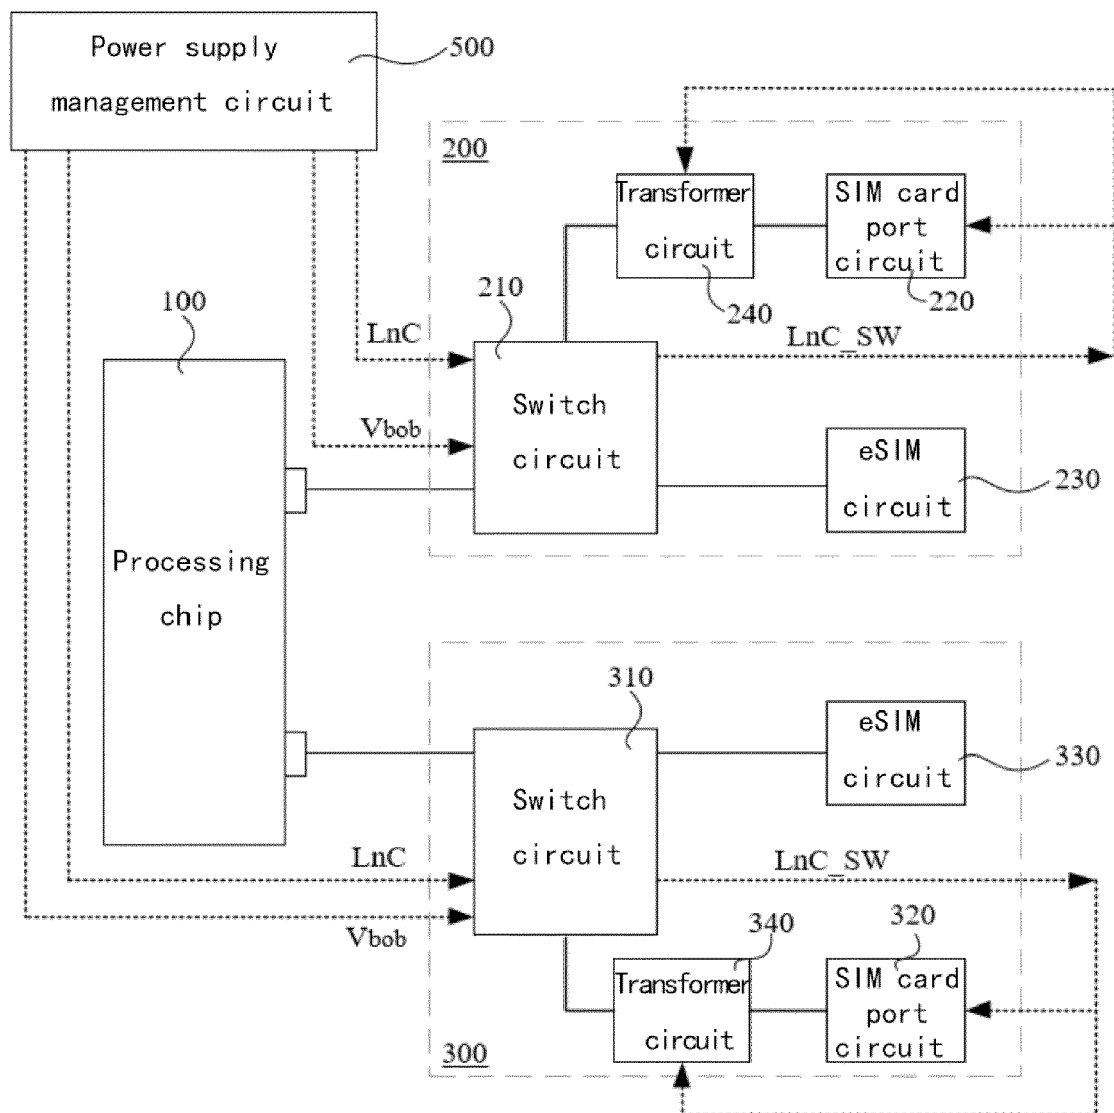 Power supply
management circuit
500
200
Transformer
circuit
240
SIM card
port
circuit
220
100
210
LnC
LnC_SW
Switch
circuit
Vbob
eSIM
circuit
230
Processing
chip
310
eSIM
circuit
330
Switch
circuit
LnC
LnC_SW
Vbob
340
320
Transformer
circuit
SIM card
port
circuit
300